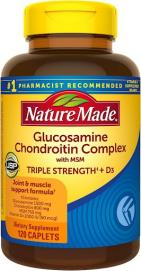 #1 PHARMACIST RECOMMENDED
Nature Made
Glucosamine
Chondroitin Complex
with MSM
TRIPLE STRENGTH† + D3
Joint & muscle
support formula†
USP
Dietary Supplement
120 CAPLETS